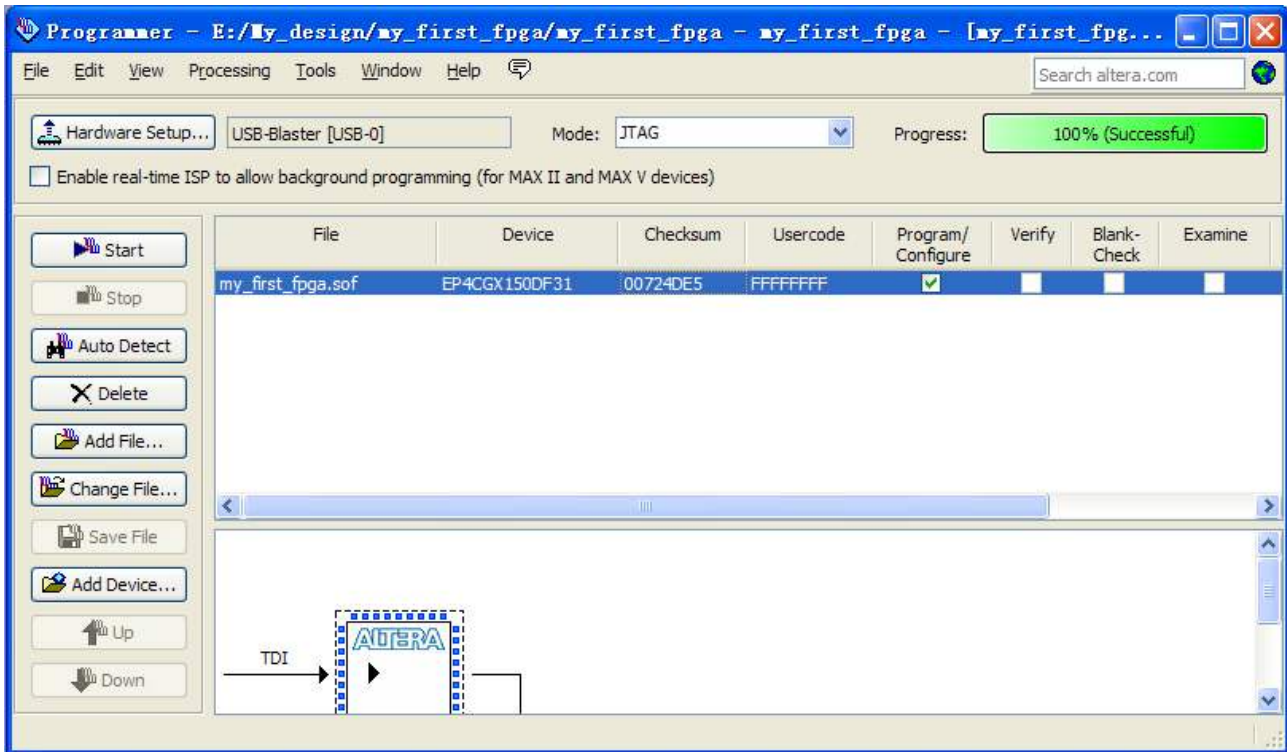 Programmer - E:/My_design/my_first_fpga/my_first_fpga - my_first_fpga - [my_first_fpg...
File Edit View Processing Tools Window Help
Search altera.com
Hardware Setup... USB-Blaster [USB-0] Mode: JTAG Progress: 100% (Successful)
Enable real-time ISP to allow background programming (for MAX II and MAX V devices)
File Device Checksum Usercode Program/ Verify Blank- Examine
Configure Check
my_first_fpga.sof EP4CGX150DF31 00724DE5 FFFFFFFF
Start
Stop
Auto Detect
Delete
Add File...
Change File...
Save File
Add Device...
Up
Down
ALTERA
TDI